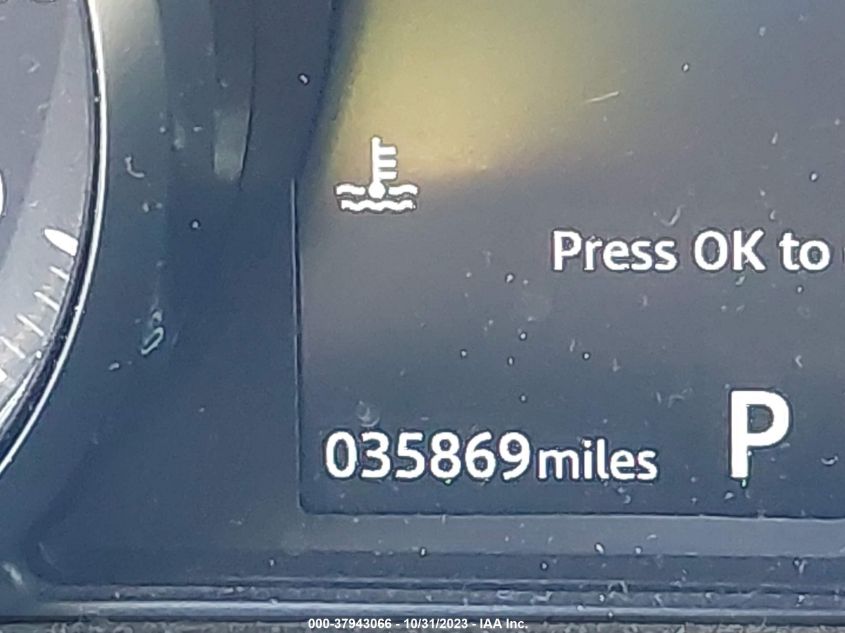 Press OK to
035869miles P
000-37943066 - 10/31/2023 - IAA Inc.